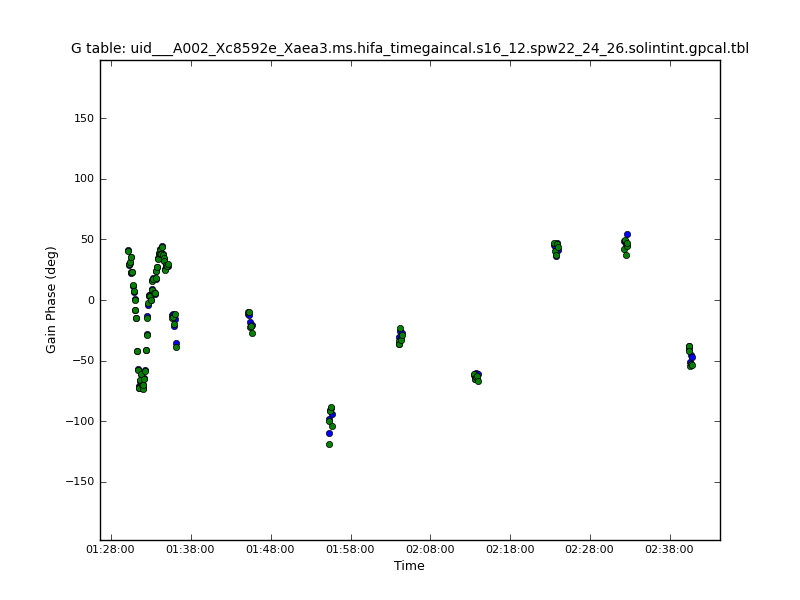 G table: uid___A002_Xc8592e_Xaea3.ms.hifa_timegaincal.s16_12.spw22_24_26.solintint.gpcal.tbl
Gain Phase (deg)
150
100
50
0
−50
−100
−150
01:28:00 01:38:00 01:48:00 01:58:00 02:08:00 02:18:00 02:28:00 02:38:00
Time